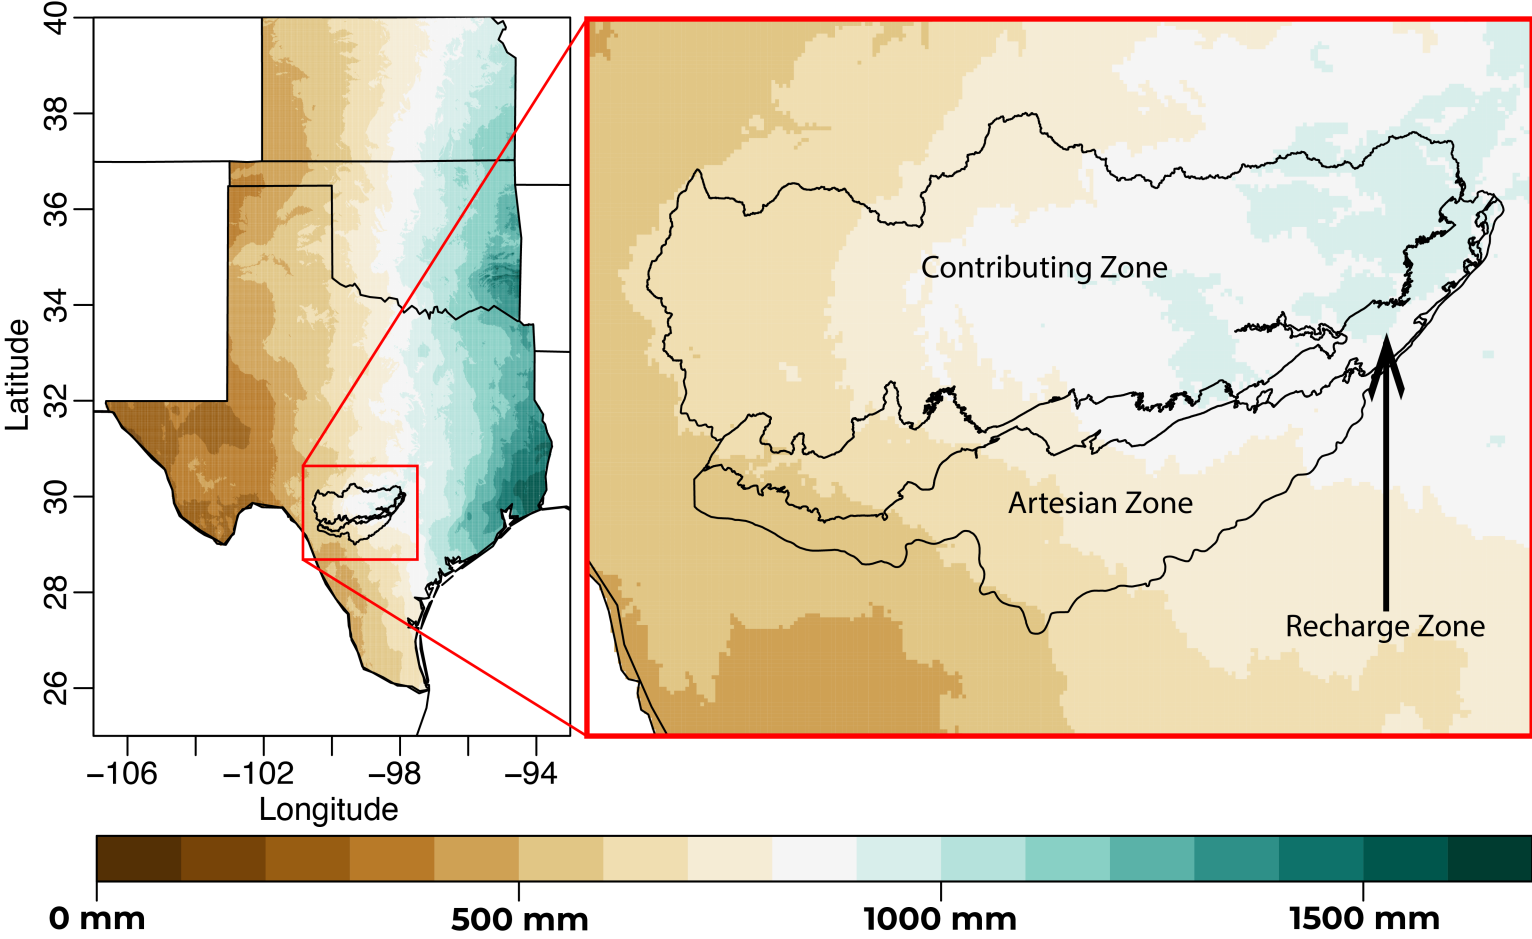 40
38
36
34
32
30
28
26
Latitude
−106
−102
−98
−94
Longitude
Contributing Zone
Artesian Zone
Recharge Zone
0 mm
500 mm
1000 mm
1500 mm